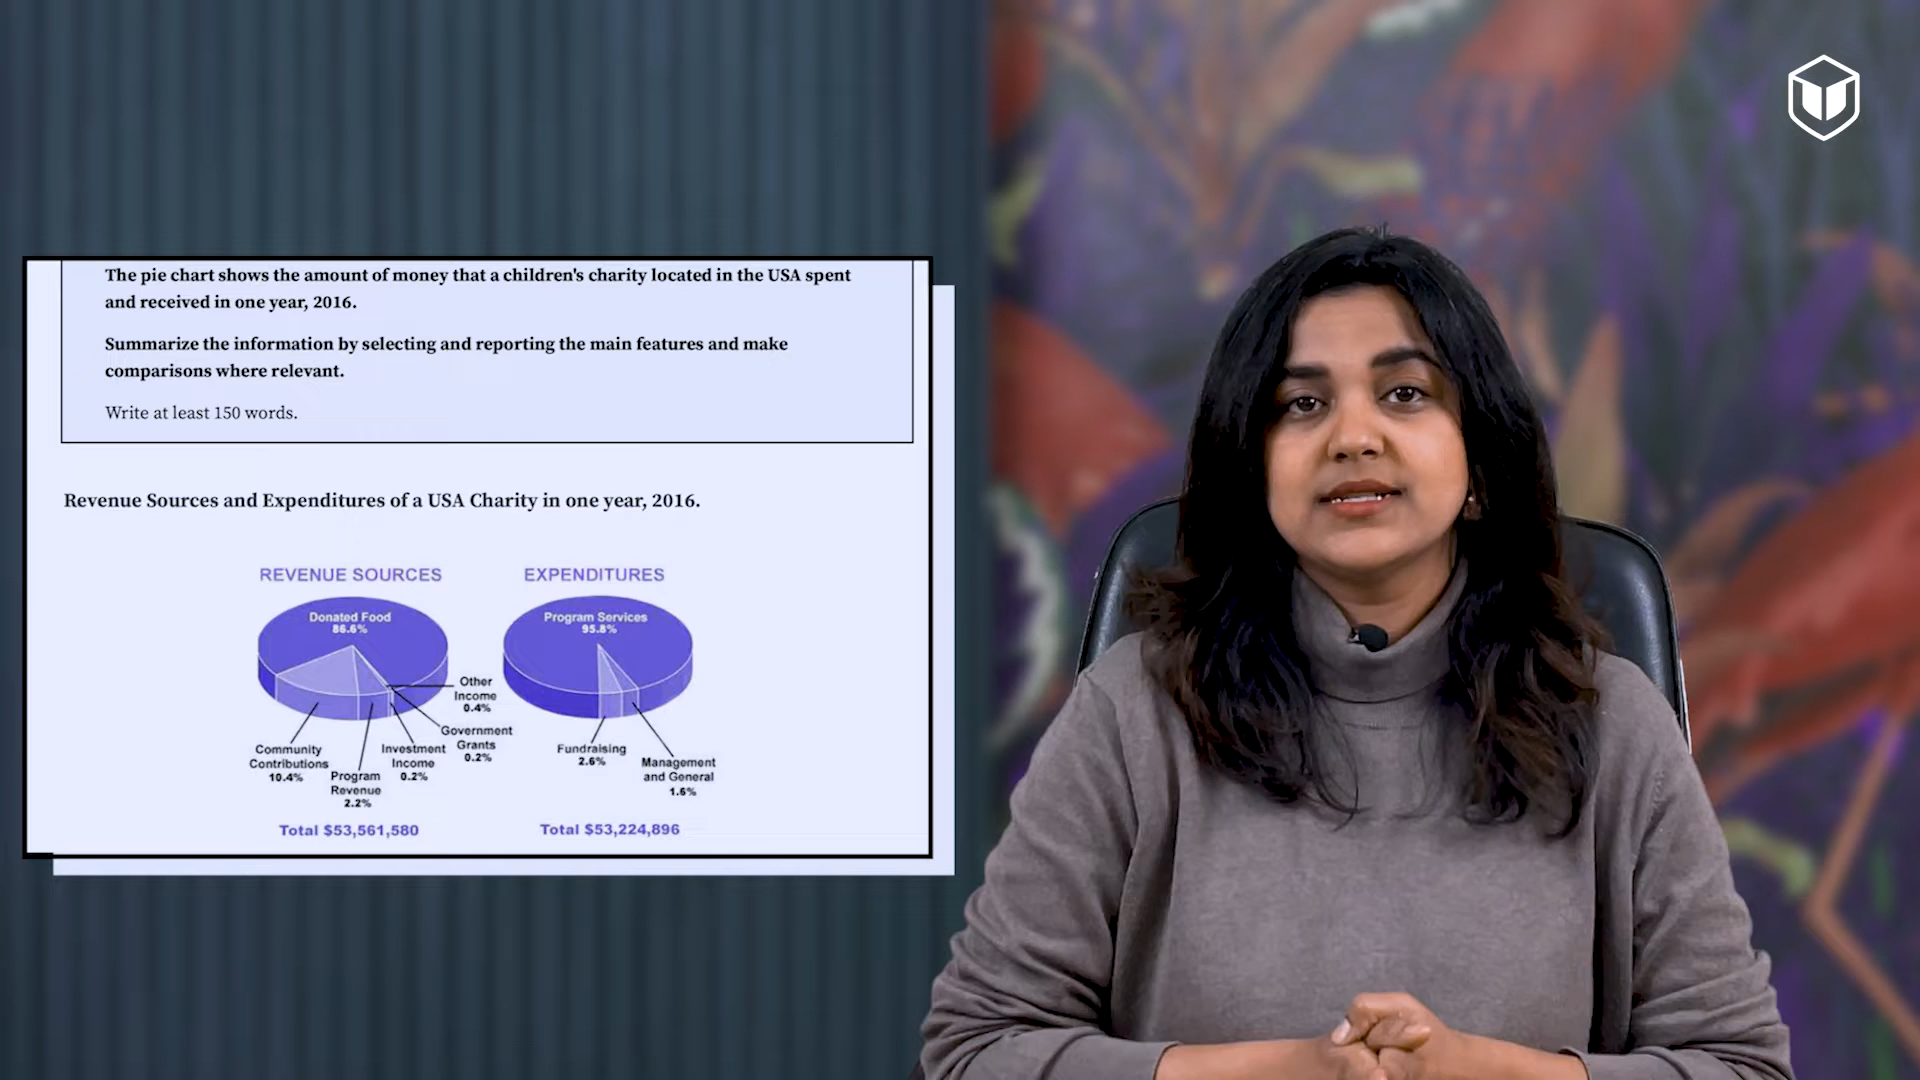 The pie chart shows the amount of money that a children's charity located in the USA spent
and received in one year, 2016.
Summarize the information by selecting and reporting the main features and make
comparisons where relevant.
Write at least 150 words.
Revenue Sources and Expenditures of a USA Charity in one year, 2016.
REVENUE SOURCES
Donated Food
86.6%
Other
Income
0.4%
Government
Grants
0.2%
Investment
Income
0.2%
Program
Revenue
2.2%
Community
Contributions
10.4%
Total $53,561,580
EXPENDITURES
Program Services
95.8%
Fundraising
2.6%
Management
and General
1.6%
Total $53,224,896